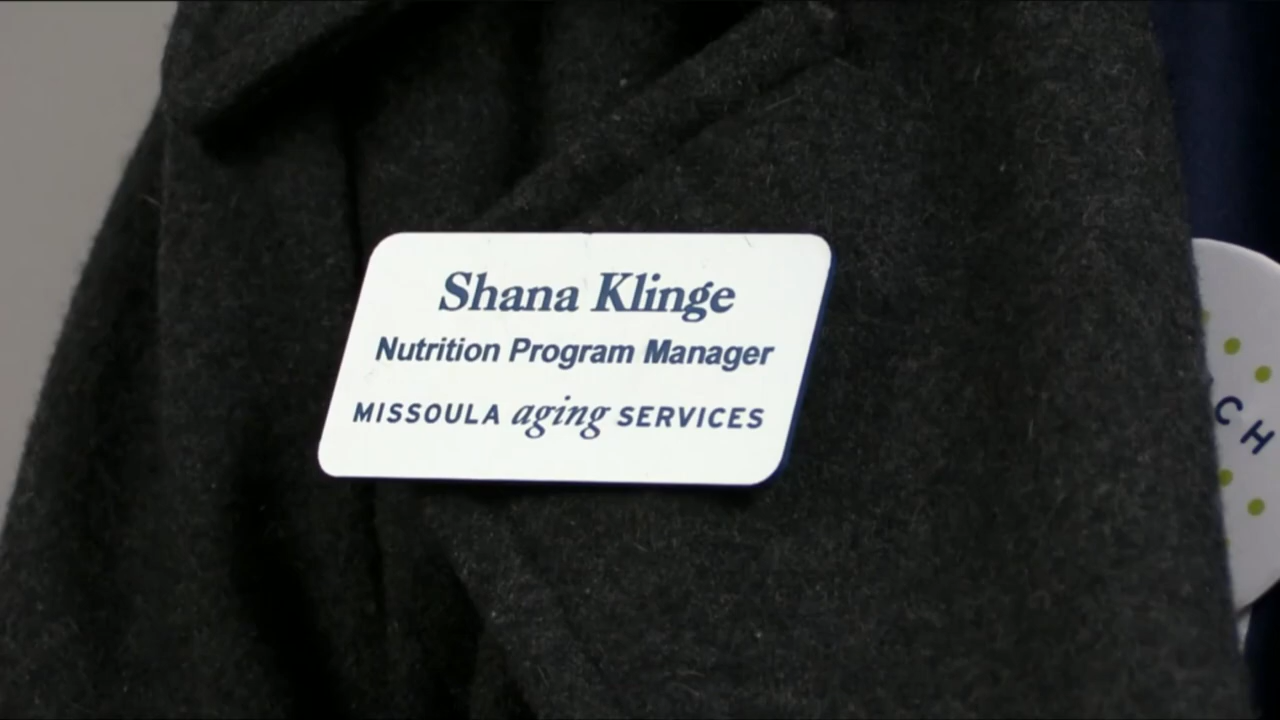 Shana Klinge
Nutrition Program Manager
MISSOULA aging SERVICES